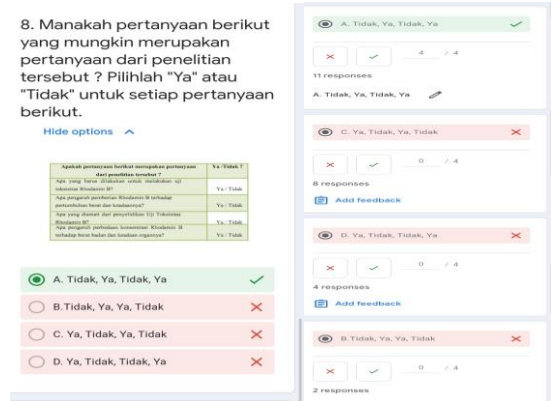 8. Manakah pertanyaan berikut
yang mungkin merupakan
pertanyaan dari penelitian
tersebut ? Pilihlah "Ya" atau
"Tidak" untuk setiap pertanyaan
berikut.
Hide options
Apakah pertanyaan berikut merupakan pertanyaan
dari penelitian tersebut ?
Ya /Tidak ?
Apa yang harus dilakukan untuk melakukan uji
toksisitas Rhodamin B?
Ya / Tidak
Apa pengaruh pemberian Rhodamin B terhadap
pertumbuhan berat dan keadaannya?
Ya / Tidak
Apa yang diamati dari penyelidikan Uji Toksisitas
Rhodamin B?
Ya / Tidak
Apa pengaruh perbedaan konsentrasi Rhodamin B
terhadap berat badan dan keadaan organnya?
Ya / Tidak
A. Tidak, Ya, Tidak, Ya
B.Tidak, Ya, Ya, Tidak
C. Ya, Tidak, Ya, Tidak
D. Ya, Tidak, Tidak, Ya
A. Tidak, Ya, Tidak, Ya
4 / 4
11 responses
A. Tidak, Ya, Tidak, Ya
C. Ya, Tidak, Ya, Tidak
0 / 4
8 responses
Add feedback
D. Ya, Tidak, Tidak, Ya
0 / 4
4 responses
Add feedback
B.Tidak, Ya, Ya, Tidak
0 / 4
2 responses